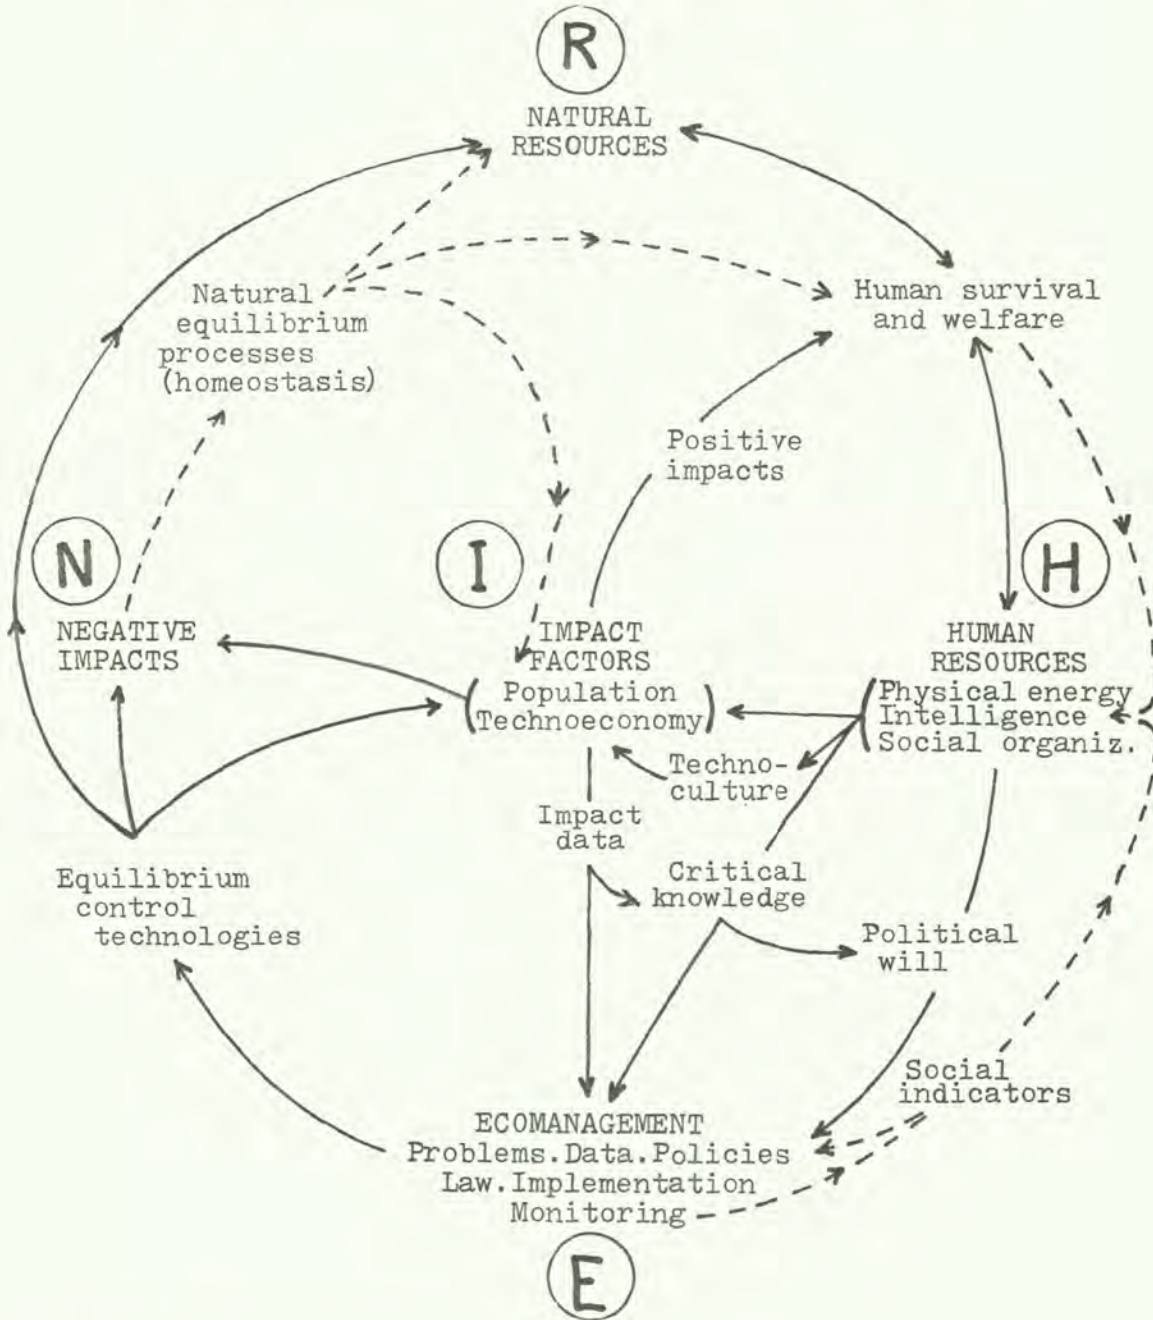 R
NATURAL
RESOURCES
Natural
equilibrium
processes
(homeostasis)
Human survival
and welfare
Positive
impacts
N
NEGATIVE
IMPACTS
I
IMPACT
FACTORS
(Population
Technoeconomy)
H
HUMAN
RESOURCES
(Physical energy
Intelligence
Social organiz.
Techno-
culture
Impact
data
Critical
knowledge
Equilibrium
control
technologies
Political
will
Social
indicators
ECOMANAGEMENT
Problems.Data.Policies
Law.Implementation
Monitoring
E